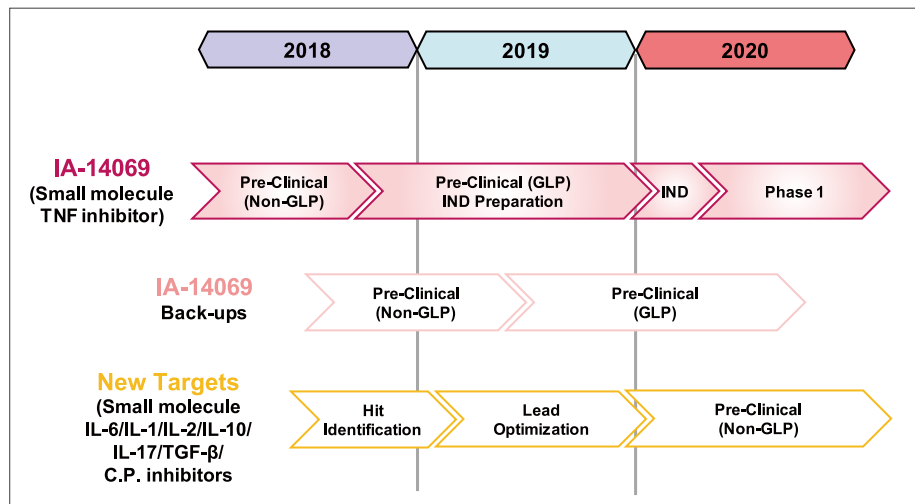 2018
2019
2020
IA-14069
(Small molecule
TNF inhibitor)
Pre-Clinical
(Non-GLP)
Pre-Clinical (GLP)
IND Preparation
IND
Phase 1
IA-14069
Back-ups
Pre-Clinical
(Non-GLP)
Pre-Clinical
(GLP)
New Targets
(Small molecule
IL-6/IL-1/IL-2/IL-10/
IL-17/TGF-β/
C.P. inhibitors
Hit
Identification
Lead
Optimization
Pre-Clinical
(Non-GLP)